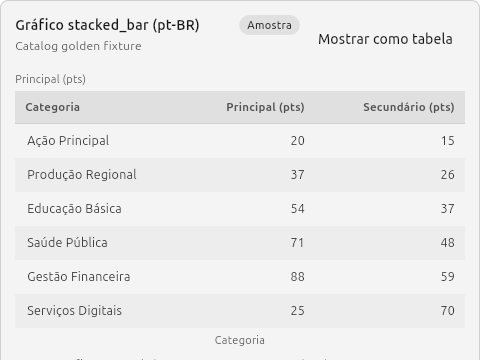 Gráfico stacked_bar (pt-BR)
Amostra
Mostrar como tabela
Catalog golden fixture
Principal (pts)
Categoria Principal (pts) Secundário (pts)
Ação Principal 20 15
Produção Regional 37 26
Educação Básica 54 37
Saúde Pública 71 48
Gestão Financeira 88 59
Serviços Digitais 25 70
Categoria